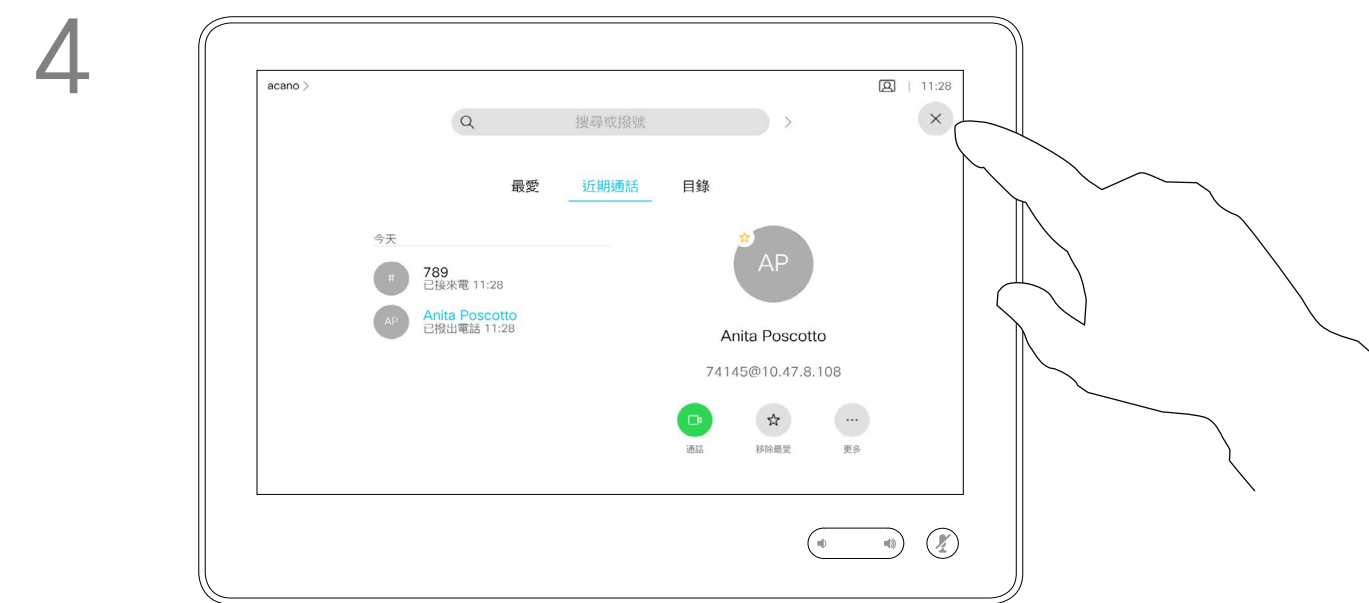 4
acano >
11:28
搜尋或撥號
最愛 近期通話 目錄
今天
#
789
已接來電 11:28
AP
Anita Poscotto
已撥出電話 11:28
AP
Anita Poscotto
74145@10.47.8.108
通話 移除最愛 更多